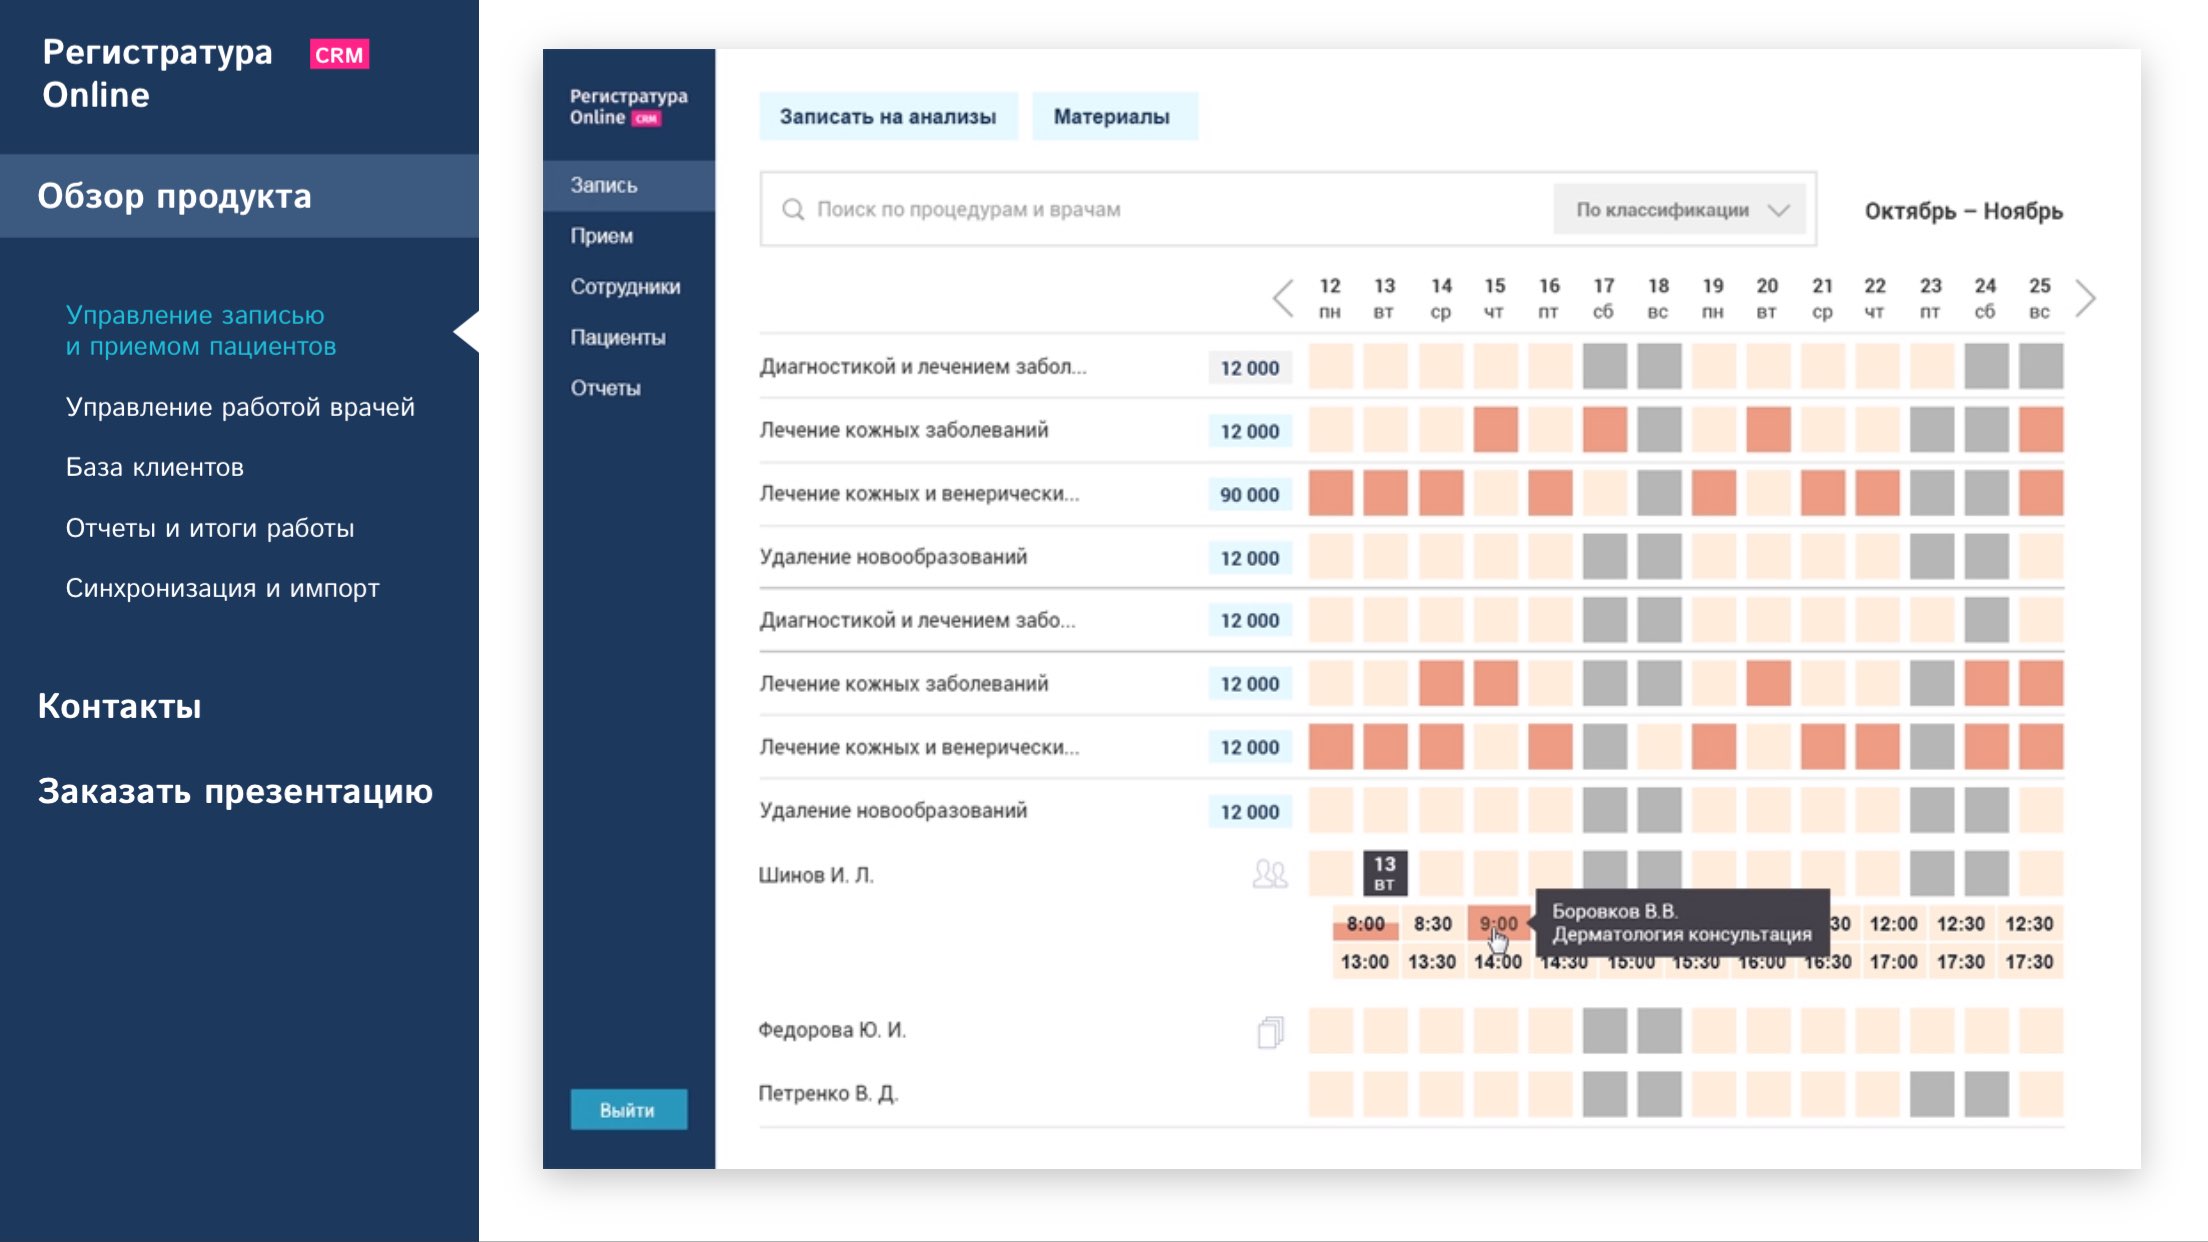 Регистратура CRM
Online
Обзор продукта
Управление записью
и приемом пациентов
Управление работой врачей
База клиентов
Отчеты и итоги работы
Синхронизация и импорт
Контакты
Заказать презентацию
Регистратура
Online CRM
Запись
Прием
Сотрудники
Пациенты
Отчеты
Выйти
Записать на анализы Материалы
Поиск по процедурам и врачам По классификации Октябрь – Ноябрь
12 13 14 15 16 17 18 19 20 21 22 23 24 25
пн вт ср чт пт сб вс пн вт ср чт пт сб вс
Диагностикой и лечением забол... 12 000
Лечение кожных заболеваний 12 000
Лечение кожных и венерически... 90 000
Удаление новообразований 12 000
Диагностикой и лечением забо... 12 000
Лечение кожных заболеваний 12 000
Лечение кожных и венерически... 12 000
Удаление новообразований 12 000
Шинов И. Л. 13
вт
8:00 8:30 9:00 30 12:00 12:30 12:30
Боровков В.В.
Дерматология консультация
13:00 13:30 14:00 14:30 15:00 15:30 16:00 16:30 17:00 17:30 17:30
Федорова Ю. И.
Петренко В. Д.